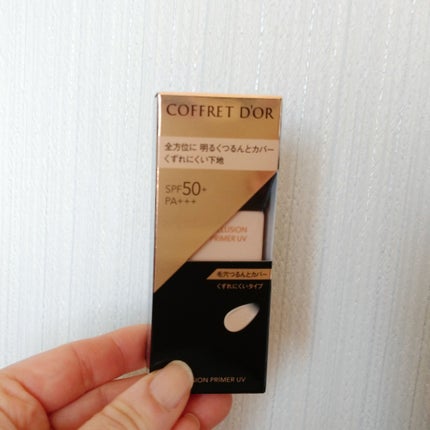 COFFRET D'OR
全方位に 明るくつるんとカバー
くずれにくい下地
SPF50+
PA+++
PRIMER UV
毛穴つるんとカバー
くずれにくいタイプ
PRIMER UV